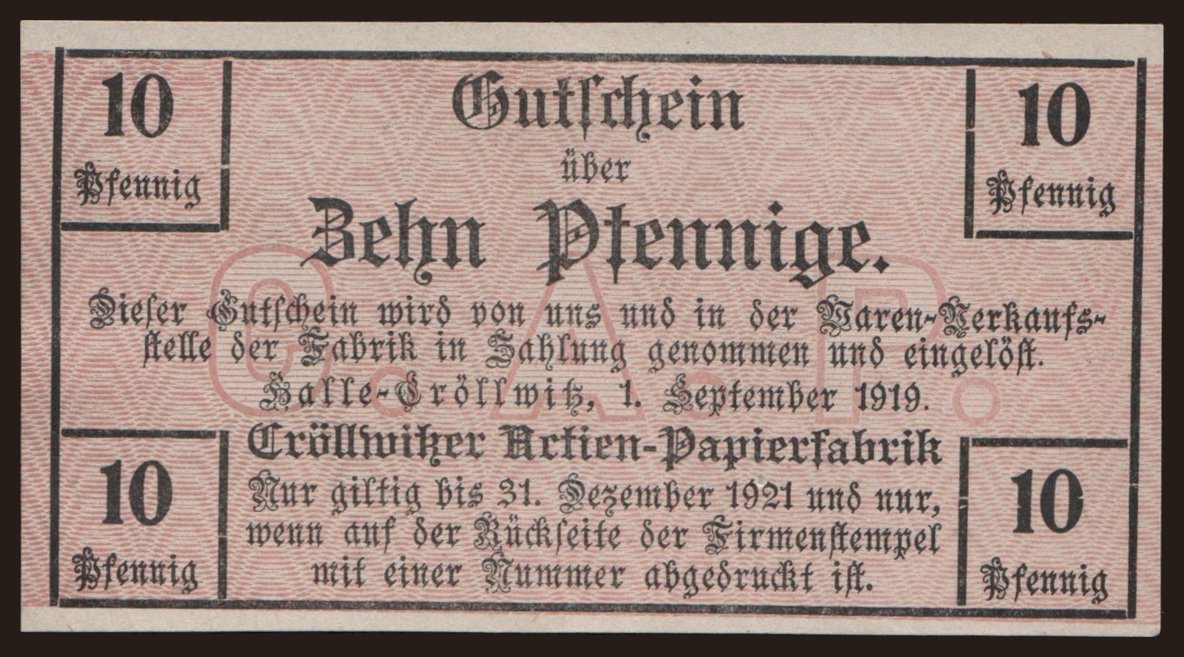 10
Pfennig
Gutschein
10
Pfennig
über
Zehn Pfennige.
Dieser Gutschein wird von uns und in der Waren-Verkaufs-
stelle der Fabrik in Zahlung genommen und eingelöst.
Halle-Cröllwitz, 1. September 1919.
Cröllwitzer Actien-Papierfabrik
Nur giltig bis 31. Dezember 1921 und nur,
wenn auf der Rückseite der Firmenstempel
mit einer Nummer abgedruckt ist.
10
Pfennig
10
Pfennig
C. A. P.